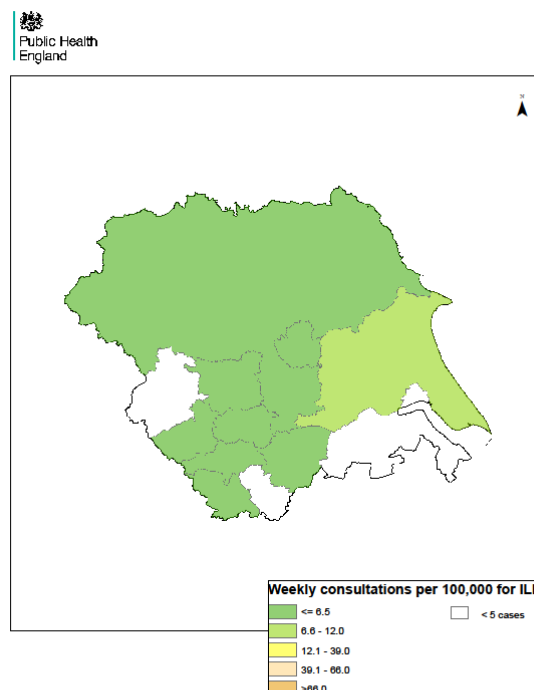 Public Health
England
N
Weekly consultations per 100,000 for ILI
<= 6.5
< 5 cases
6.6 - 12.0
12.1 - 39.0
39.1 - 66.0
>66.0